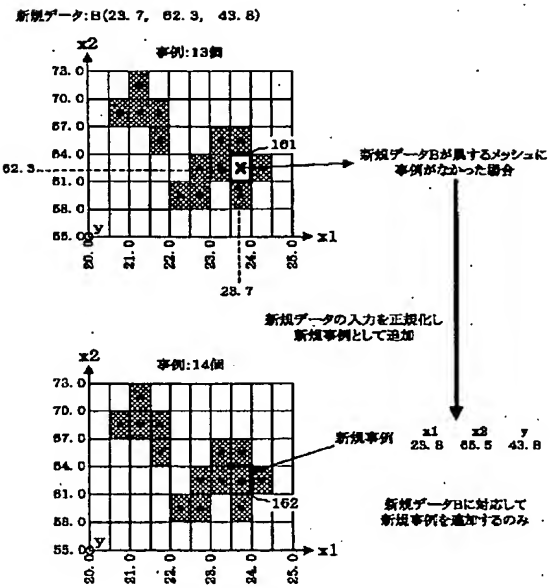 新規データ:B(23.7, 62.3, 43.8)
x2
事例:13個
73.0
70.0
67.0
64.0
61.0
58.0
55.0
62.3
161
新規データBが属するメッシュに
事例がなかった場合
y
x1
20.0
21.0
22.0
23.0
24.0
25.0
23.7
新規データの入力を正規化し
新規事例として追加
x2
事例:14個
73.0
70.0
67.0
64.0
61.0
58.0
55.0
新規事例
x1 x2 y
23.8 65.5 43.8
162
新規データBに対応して
新規事例を追加するのみ
y
x1
20.0
21.0
22.0
23.0
24.0
25.0